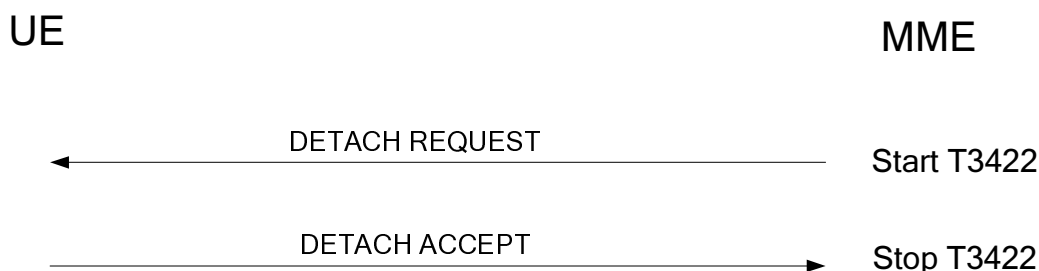 UE
MME
DETACH REQUEST
Start T3422
DETACH ACCEPT
Stop T3422